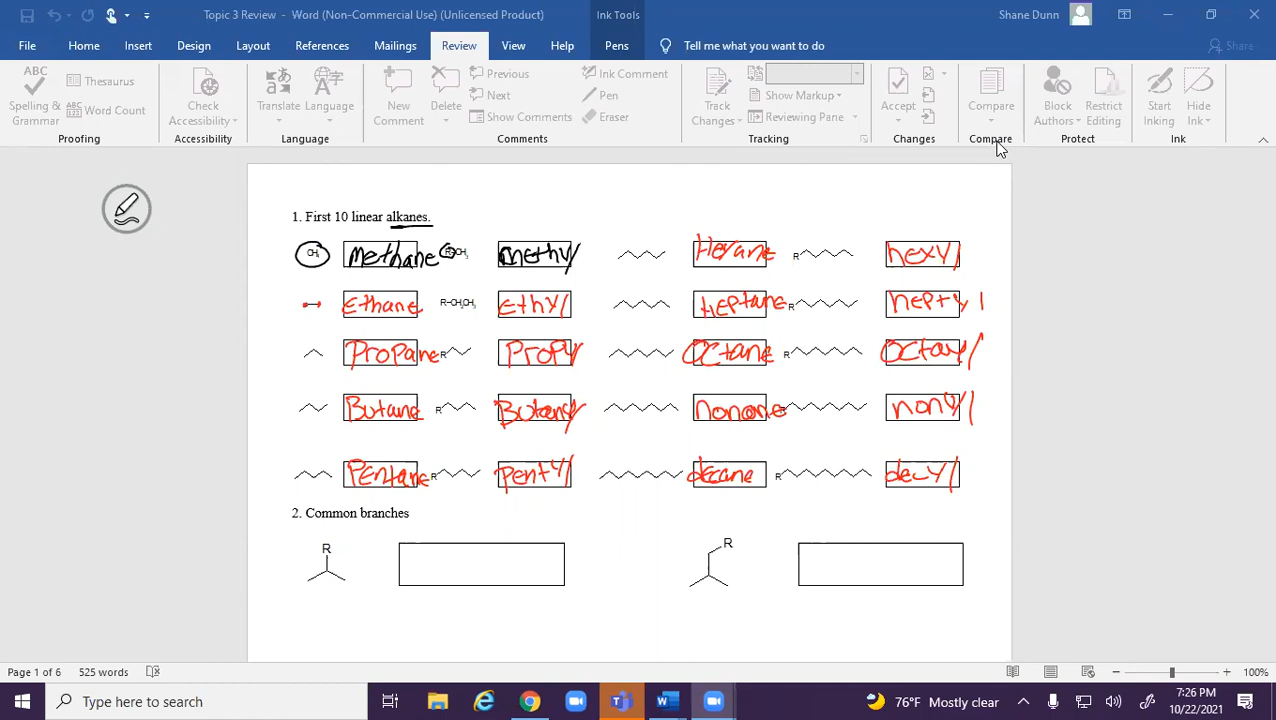 Topic 3 Review - Word (Non-Commercial Use) (Unlicensed Product)
Ink Tools
Shane Dunn
File Home Insert Design Layout References Mailings Review View Help Pens Tell me what you want to do Share
ABC Spelling & Grammar
Thesaurus
ABC 123 Word Count
Proofing
Check Accessibility
Accessibility
Translate Language
Language
New Comment Delete
Previous
Next
Show Comments
Ink Comment
Pen
Eraser
Comments
Track Changes
Show Markup
Reviewing Pane
Tracking
Accept
Changes
Compare
Compare
Block Authors Restrict Editing
Protect
Start Inking Hide Ink
Ink
1. First 10 linear alkanes.
CH₄ Methane CH₃ methyl Hexane R hexyl
Ethane R-CH₂CH₃ Ethyl Heptane R heptyl
Propane R Propyl Octane R Octayl
Butane R Butanyl nonane nonyl
Pentane R Pentyl decane R decyl
2. Common branches
R R
Page 1 of 6 525 words 100%
Type here to search
76°F Mostly clear
7:26 PM
10/22/2021